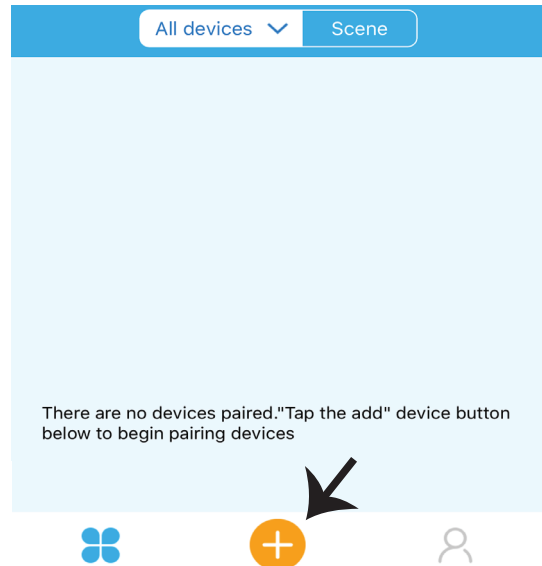 All devices Scene
There are no devices paired."Tap the add" device button
below to begin pairing devices